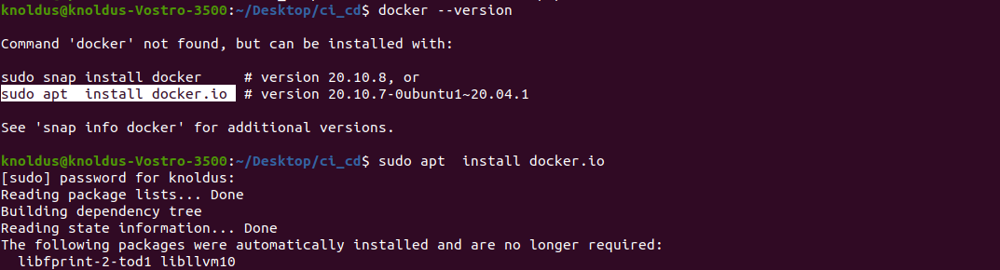 knoldus@knoldus-Vostro-3500:~/Desktop/ci_cd$ docker --version
Command 'docker' not found, but can be installed with:
sudo snap install docker     # version 20.10.8, or
sudo apt  install docker.io  # version 20.10.7-0ubuntu1~20.04.1
See 'snap info docker' for additional versions.
knoldus@knoldus-Vostro-3500:~/Desktop/ci_cd$ sudo apt  install docker.io
[sudo] password for knoldus:
Reading package lists... Done
Building dependency tree
Reading state information... Done
The following packages were automatically installed and are no longer required:
  libfprint-2-tod1 libllvm10